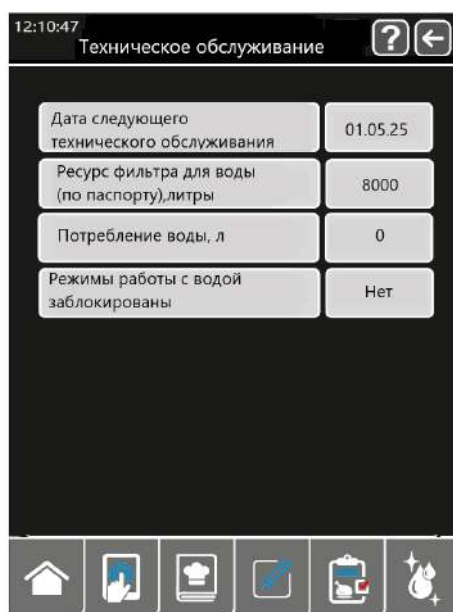 12:10:47
Техническое обслуживание
?
Дата следующего
технического обслуживания
01.05.25
Ресурс фильтра для воды
(по паспорту),литры
8000
Потребление воды, л
0
Режимы работы с водой
заблокированы
Нет